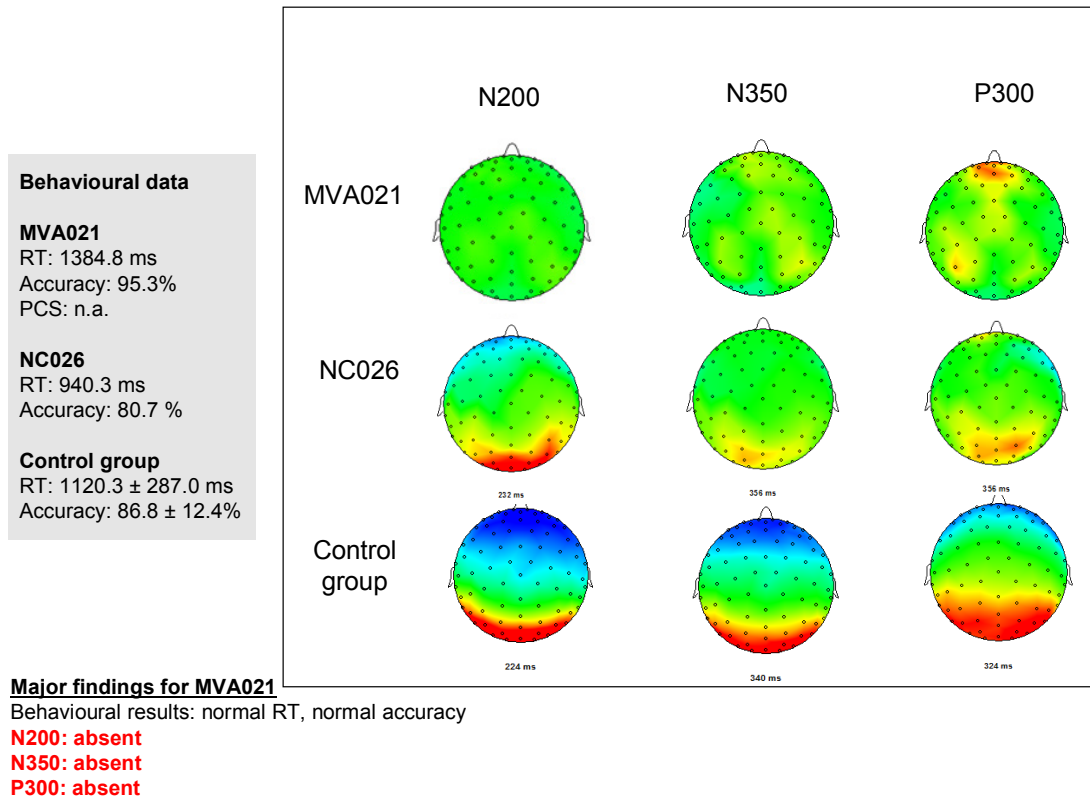 N200
N350
P300
MVA021
NC026
232 ms
356 ms
356 ms
Control
group
224 ms
340 ms
324 ms
Behavioural data
MVA021
RT: 1384.8 ms
Accuracy: 95.3%
PCS: n.a.
NC026
RT: 940.3 ms
Accuracy: 80.7 %
Control group
RT: 1120.3 ± 287.0 ms
Accuracy: 86.8 ± 12.4%
Major findings for MVA021
Behavioural results: normal RT, normal accuracy
N200: absent
N350: absent
P300: absent